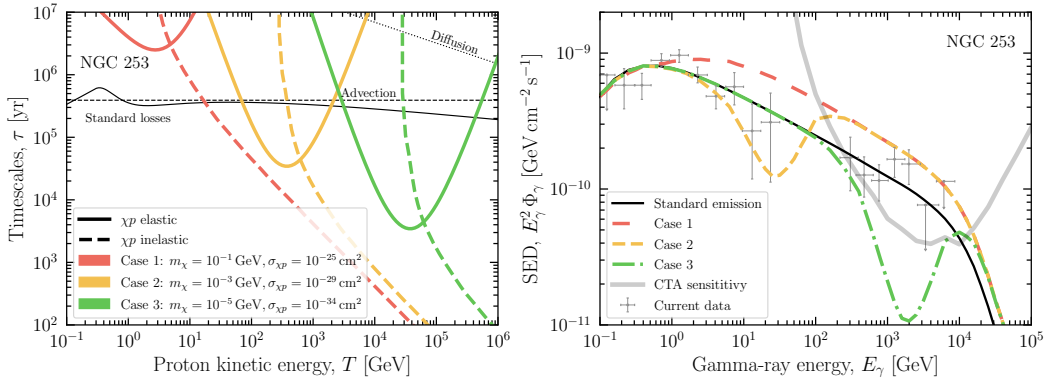 10^7
10^6
10^5
10^4
10^3
10^2
Timescales, τ [yr]
NGC 253
Diffusion
Advection
Standard losses
χp elastic
χp inelastic
Case 1: m_χ = 10^−1 GeV, σ_χp = 10^−25 cm^2
Case 2: m_χ = 10^−3 GeV, σ_χp = 10^−29 cm^2
Case 3: m_χ = 10^−5 GeV, σ_χp = 10^−34 cm^2
10^−1 10^0 10^1 10^2 10^3 10^4 10^5 10^6
Proton kinetic energy, T [GeV]
10^−9
10^−10
10^−11
SED, E_γ^2 Φ_γ [GeV cm^−2 s^−1]
NGC 253
Standard emission
Case 1
Case 2
Case 3
CTA sensititivy
Current data
10^−1 10^0 10^1 10^2 10^3 10^4 10^5
Gamma-ray energy, E_γ [GeV]